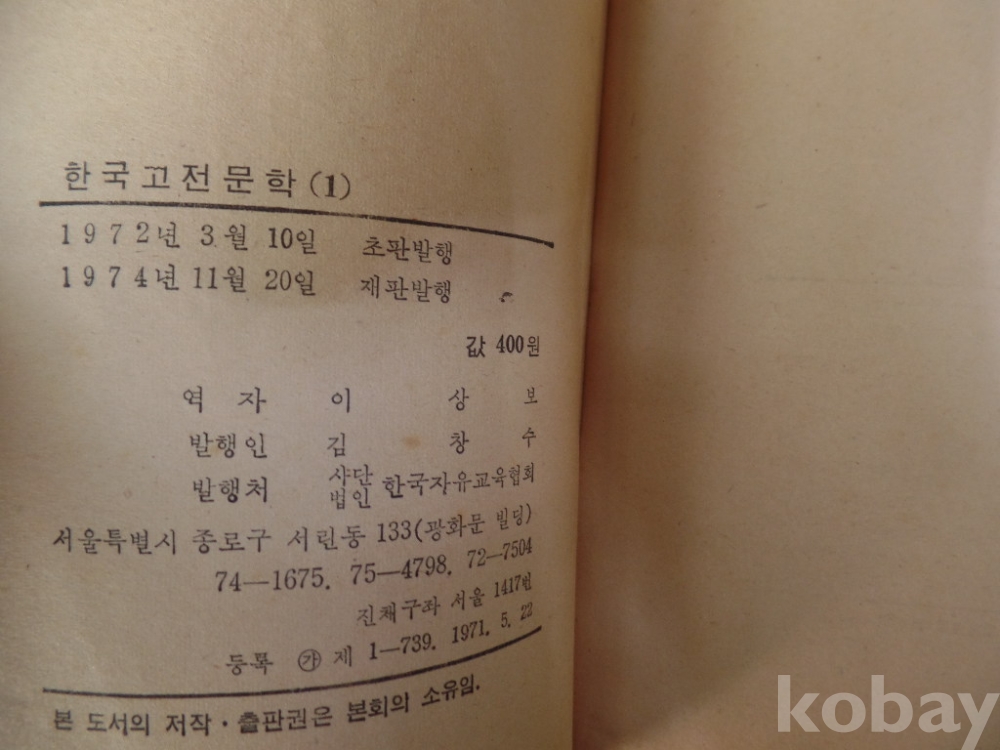 한국고전문학(1)
1972년 3월 10일 초판발행
1974년 11월 20일 재판발행
값 400원
역 자 이 상 보
발행인 김 창 수
발행처 사단법인 한국자유교육협회
서울특별시 종로구 서린동 133(광화문 빌딩)
74—1675. 75—4798. 72—7504
진체구좌 서울 1417번
등록 ㉮ 제 1—739. 1971. 5. 22
본 도서의 저작·출판권은 본회의 소유임.
kobay